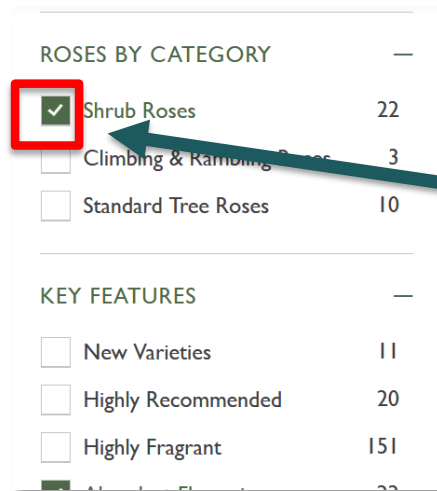 ROSES BY CATEGORY
Shrub Roses 22
Climbing & Rambling Roses 3
Standard Tree Roses 10
KEY FEATURES
New Varieties 11
Highly Recommended 20
Highly Fragrant 151